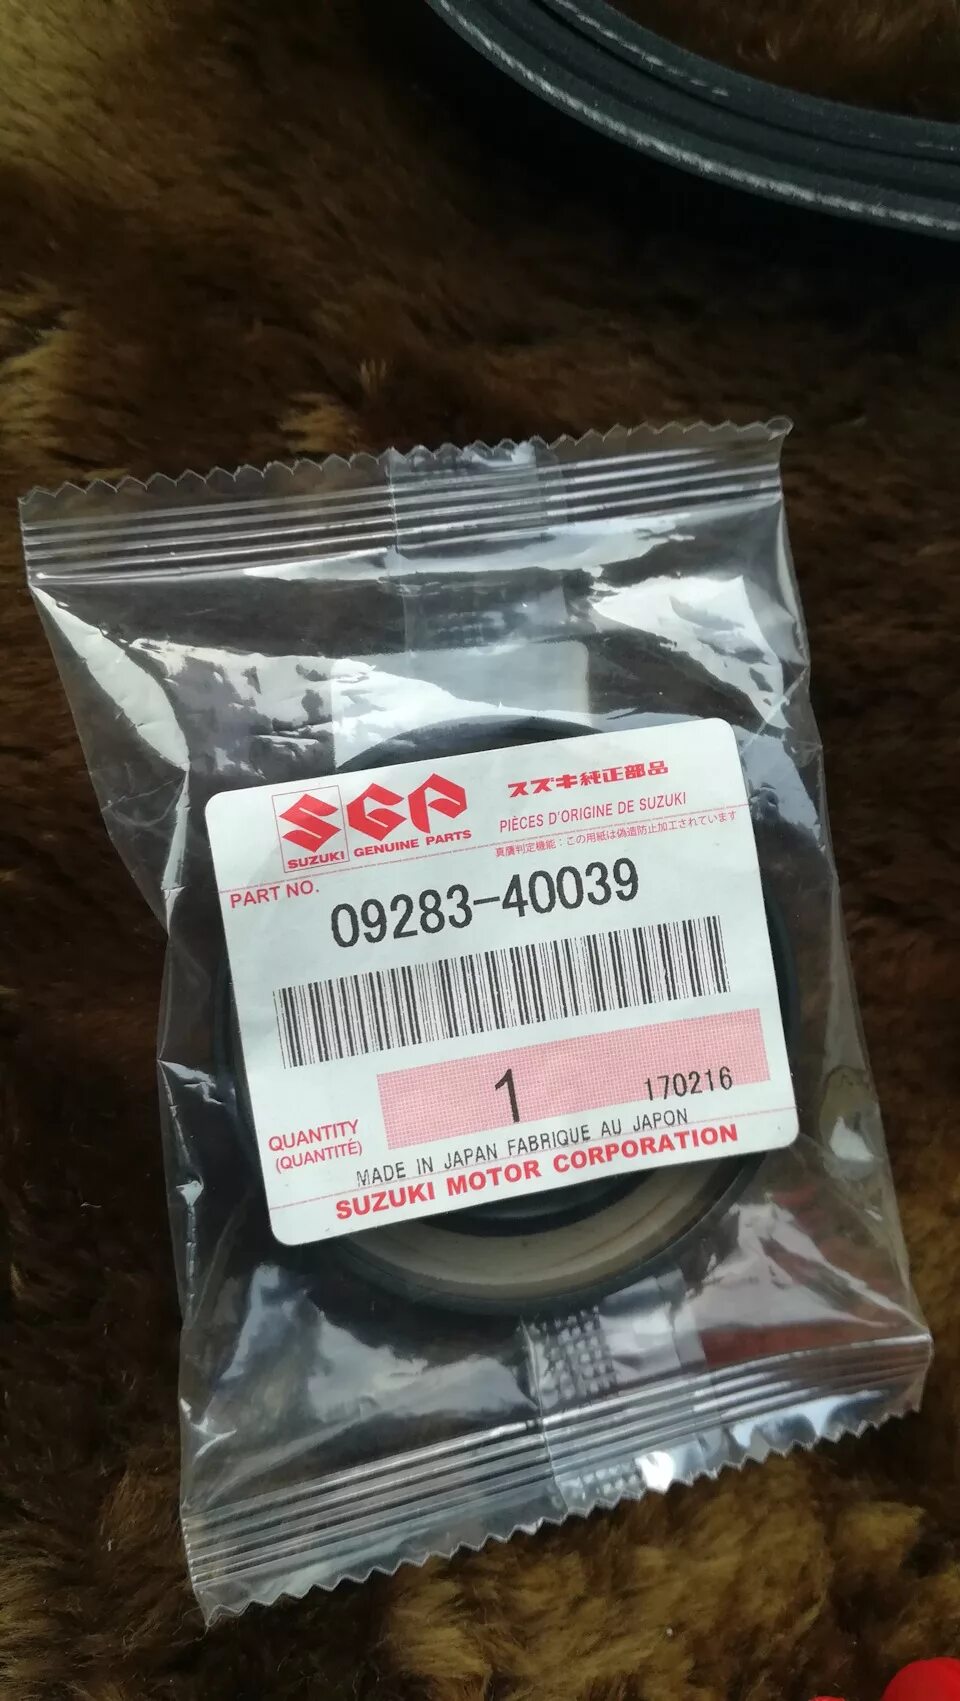 SGP
スズキ純正部品
SUZUKI GENUINE PARTS
PIÈCES D'ORIGINE DE SUZUKI
真贋判定機能：この用紙は偽造防止加工されています
PART NO.
09283-40039
1
170216
QUANTITY
(QUANTITÉ)
MADE IN JAPAN FABRIQUE AU JAPON
SUZUKI MOTOR CORPORATION